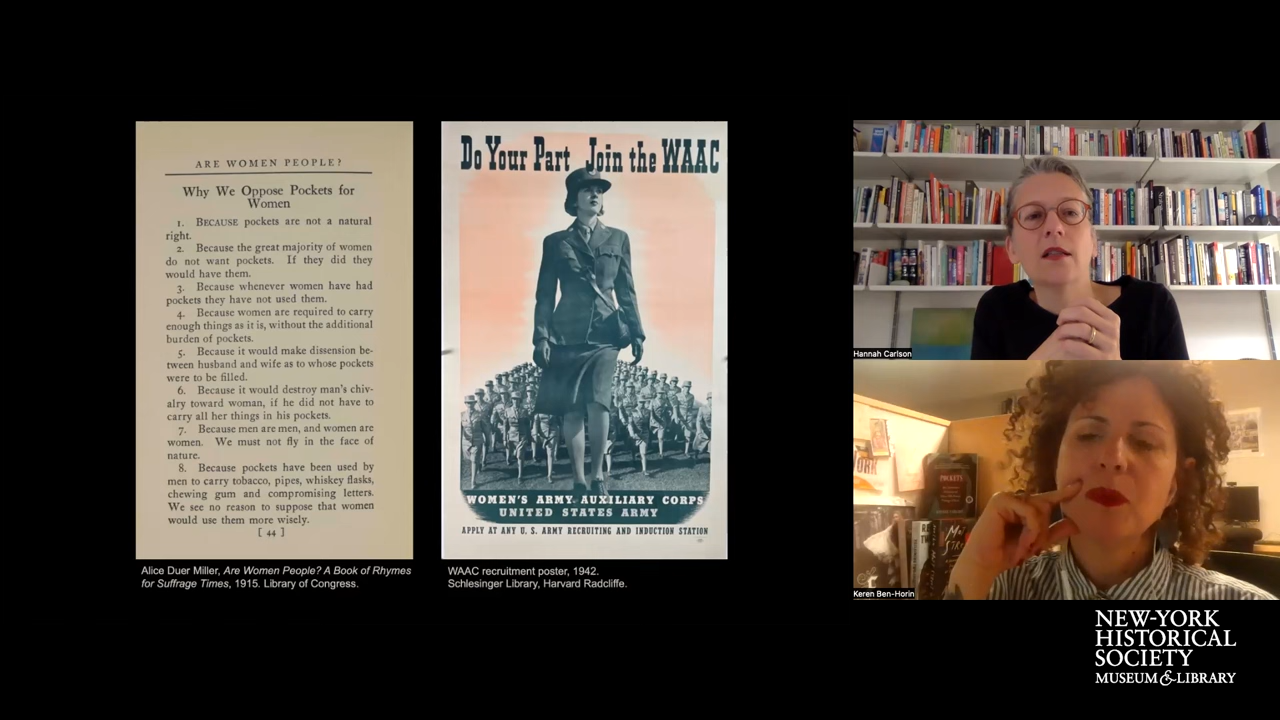 ARE WOMEN PEOPLE?
Why We Oppose Pockets for
Women
1. Because pockets are not a natural
right.
2. Because the great majority of women
do not want pockets. If they did they
would have them.
3. Because whenever women have had
pockets they have not used them.
4. Because women are required to carry
enough things as it is, without the additional
burden of pockets.
5. Because it would make dissension be-
tween husband and wife as to whose pockets
were to be filled.
6. Because it would destroy man's chiv-
alry toward woman, if he did not have to
carry all her things in his pockets.
7. Because men are men, and women are
women. We must not fly in the face of
nature.
8. Because pockets have been used by
men to carry tobacco, pipes, whiskey flasks,
chewing gum and compromising letters.
We see no reason to suppose that women
would use them more wisely.
[ 44 ]
Alice Duer Miller, Are Women People? A Book of Rhymes
for Suffrage Times, 1915. Library of Congress.
Do Your Part Join the WAAC
WOMEN'S ARMY AUXILIARY CORPS
UNITED STATES ARMY
APPLY AT ANY U. S. ARMY RECRUITING AND INDUCTION STATION
WAAC recruitment poster, 1942.
Schlesinger Library, Harvard Radcliffe.
Hannah Carlson
POCKETS
Keren Ben-Horin
NEW-YORK
HISTORICAL
SOCIETY
MUSEUM & LIBRARY